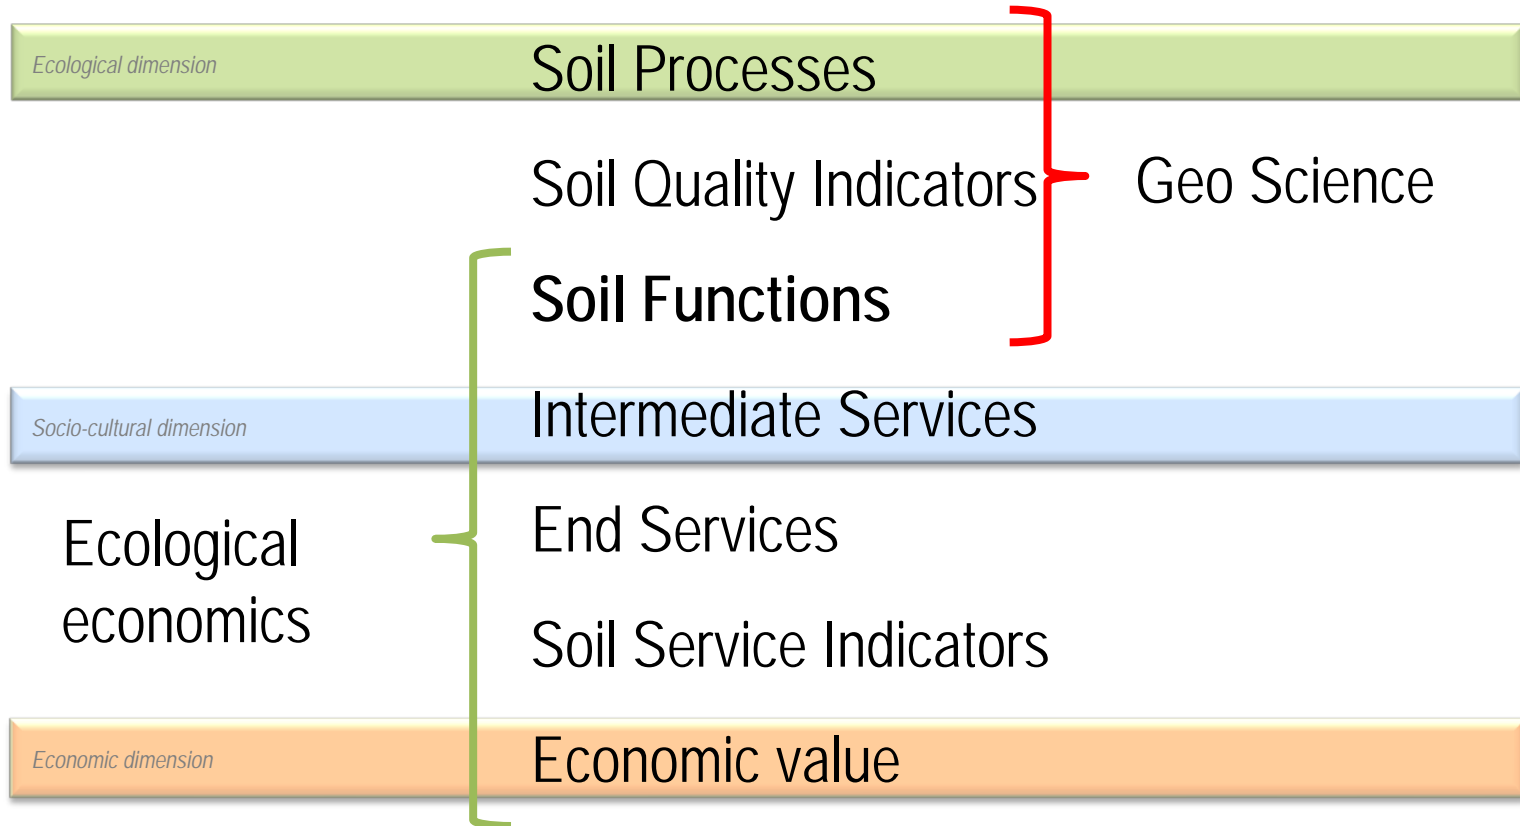 Ecological dimension
Soil Processes
Soil Quality Indicators
Geo Science
Soil Functions
Socio-cultural dimension
Intermediate Services
End Services
Ecological
economics
Soil Service Indicators
Economic dimension
Economic value